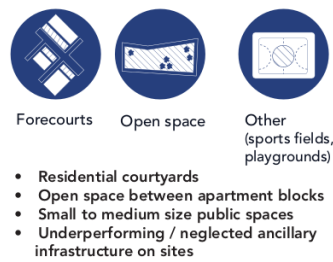 Forecourts
Open space
Other
(sports fields,
playgrounds)
• Residential courtyards
• Open space between apartment blocks
• Small to medium size public spaces
• Underperforming / neglected ancillary
infrastructure on sites